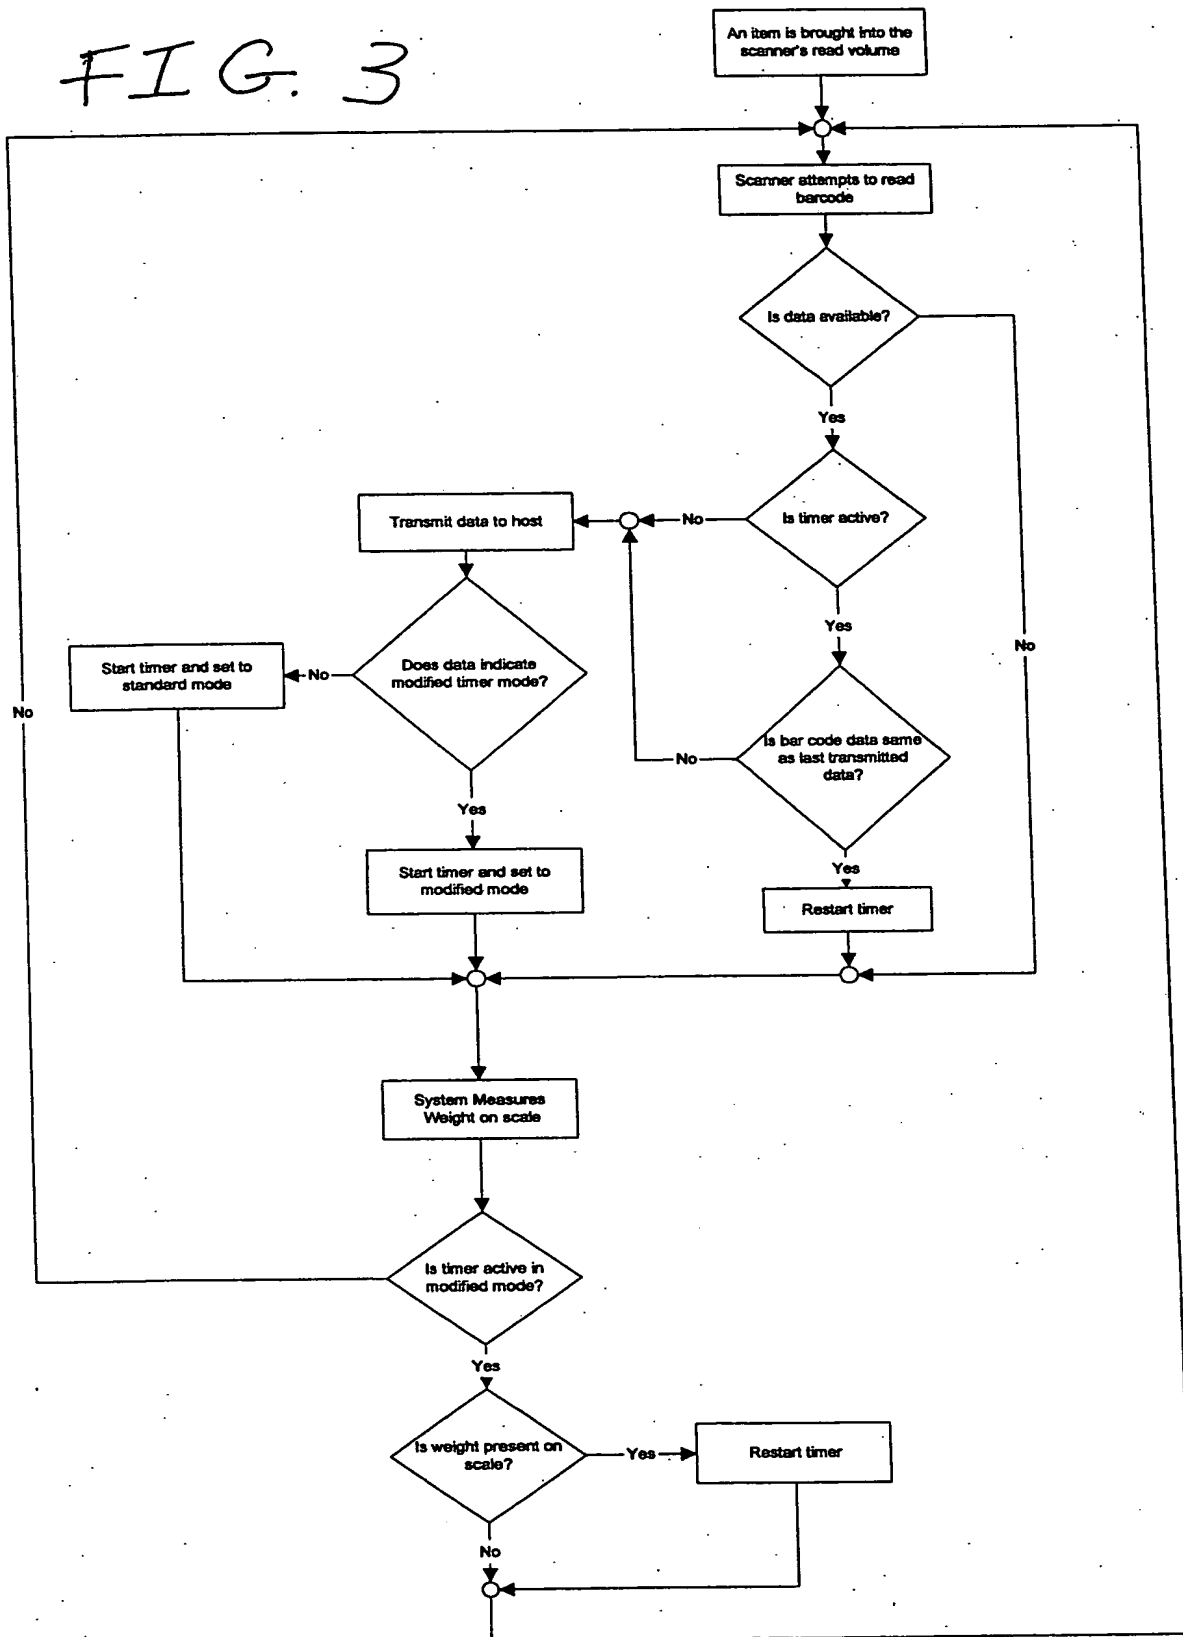 FIG. 3
An item is brought into the
scanner's read volume
Scanner attempts to read
barcode
Is data available?
Yes
No
Is timer active?
No
Yes
Transmit data to host
Does data indicate
modified timer mode?
No
Start timer and set to
standard mode
Yes
Start timer and set to
modified mode
Is bar code data same
as last transmitted
data?
No
Yes
Restart timer
System Measures
Weight on scale
Is timer active in
modified mode?
No
Yes
Is weight present on
scale?
Yes
Restart timer
No